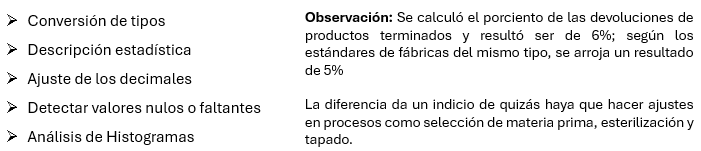 ➢ Conversión de tipos
➢ Descripción estadística
➢ Ajuste de los decimales
➢ Detectar valores nulos o faltantes
➢ Análisis de Histogramas
Observación: Se calculó el porciento de las devoluciones de
productos terminados y resultó ser de 6%; según los
estándares de fábricas del mismo tipo, se arroja un resultado
de 5%
La diferencia da un indicio de quizás haya que hacer ajustes
en procesos como selección de materia prima, esterilización y
tapado.